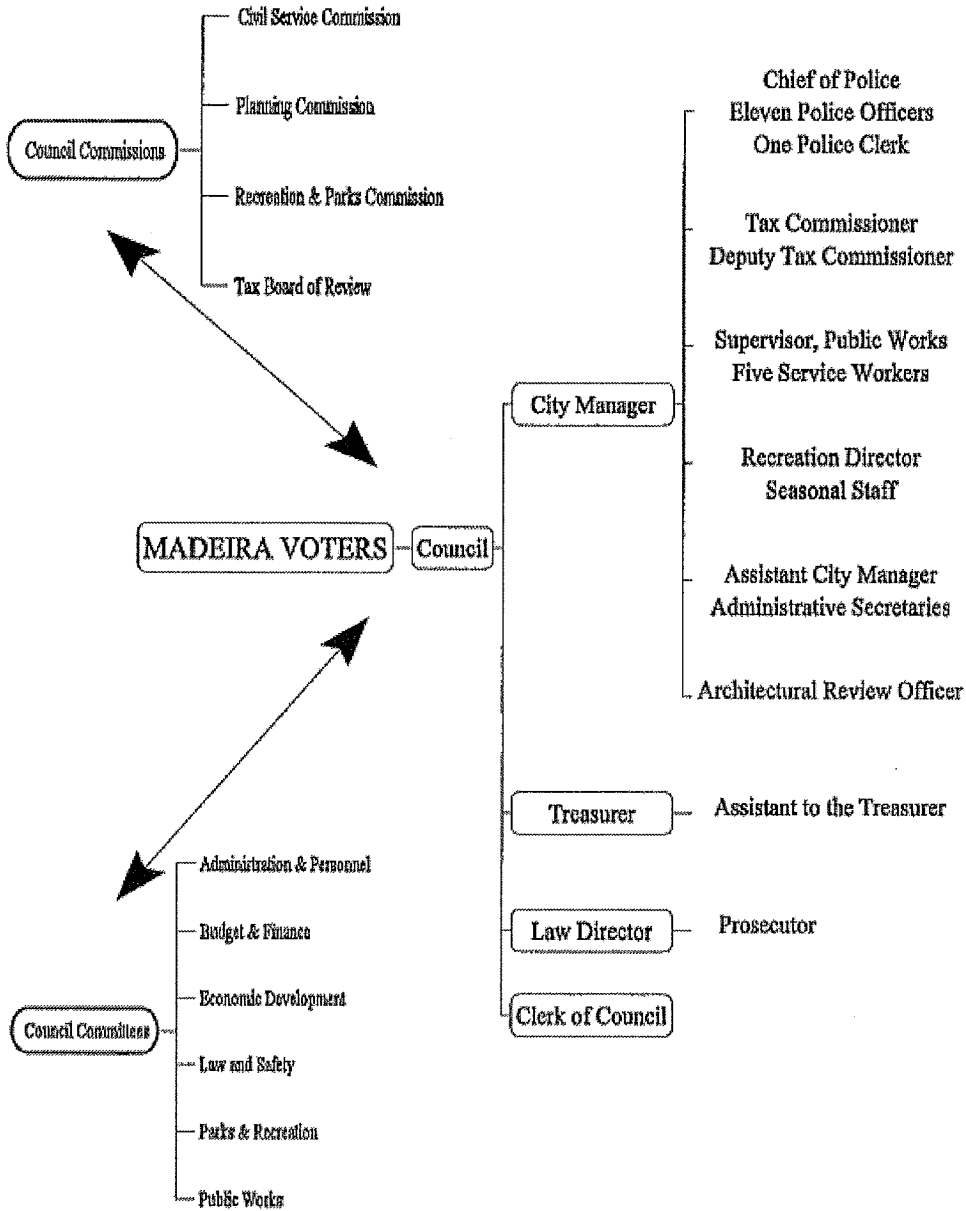 Civil Service Commission
Planning Commission
Council Commissions
Recreation & Parks Commission
Tax Board of Review
Chief of Police
Eleven Police Officers
One Police Clerk
Tax Commissioner
Deputy Tax Commissioner
Supervisor, Public Works
Five Service Workers
City Manager
Recreation Director
Seasonal Staff
MADEIRA VOTERS
Council
Assistant City Manager
Administrative Secretaries
Architectural Review Officer
Treasurer
Assistant to the Treasurer
Law Director
Prosecutor
Clerk of Council
Administration & Personnel
Budget & Finance
Economic Development
Council Committees
Law and Safety
Parks & Recreation
Public Works